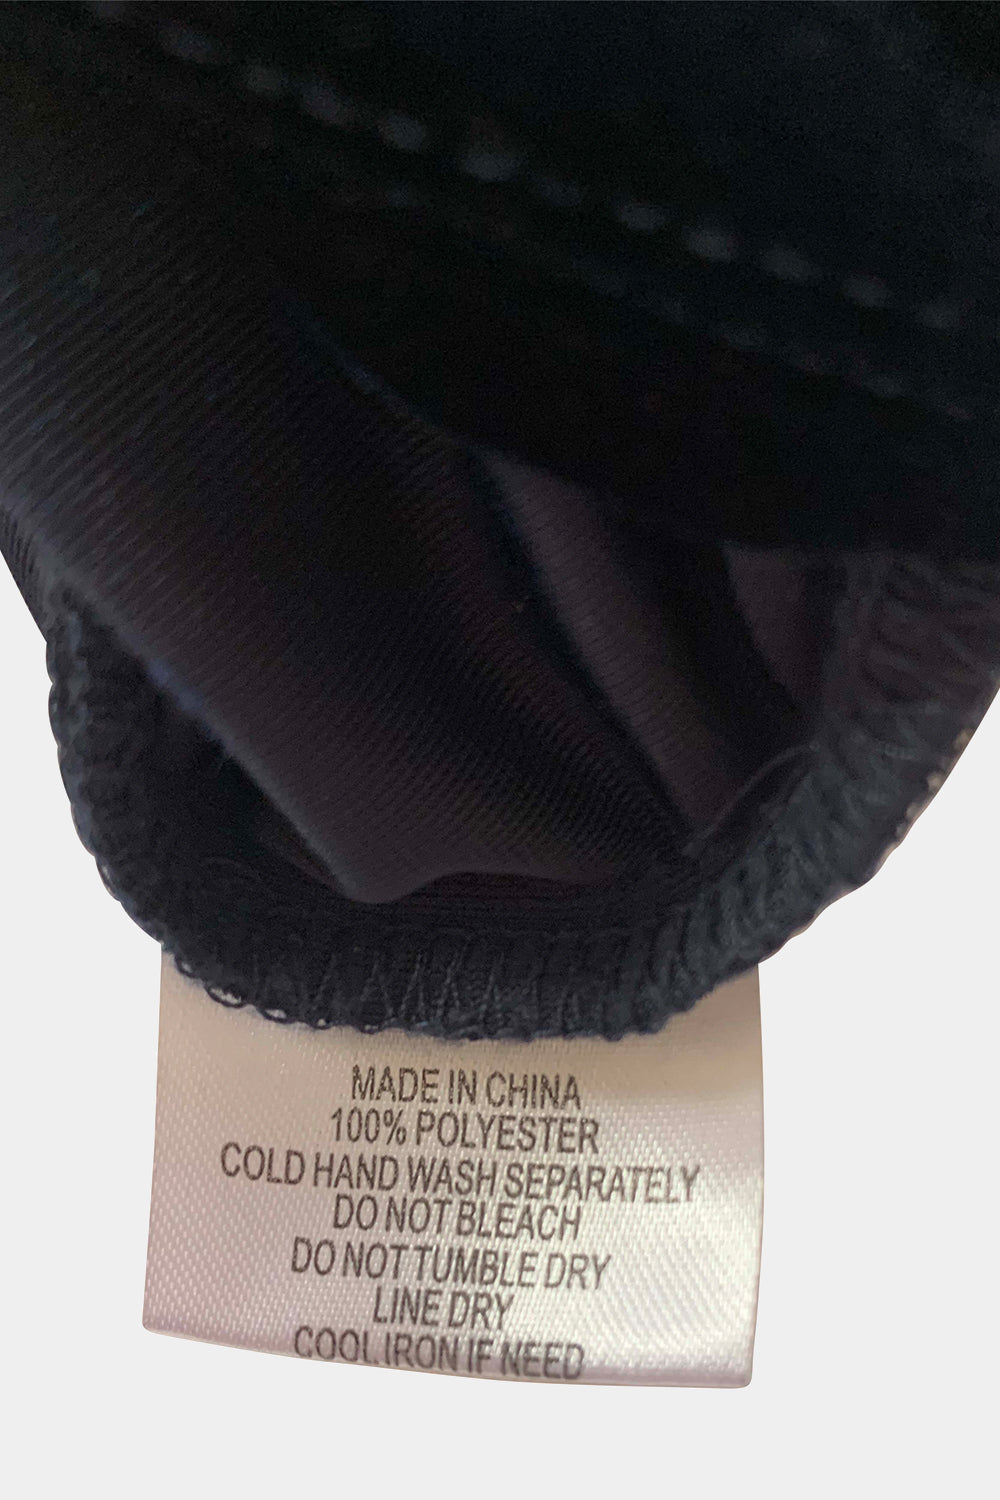 MADE IN CHINA
100% POLYESTER
COLD HAND WASH SEPARATELY
DO NOT BLEACH
DO NOT TUMBLE DRY
LINE DRY
COOL IRON IF NEED